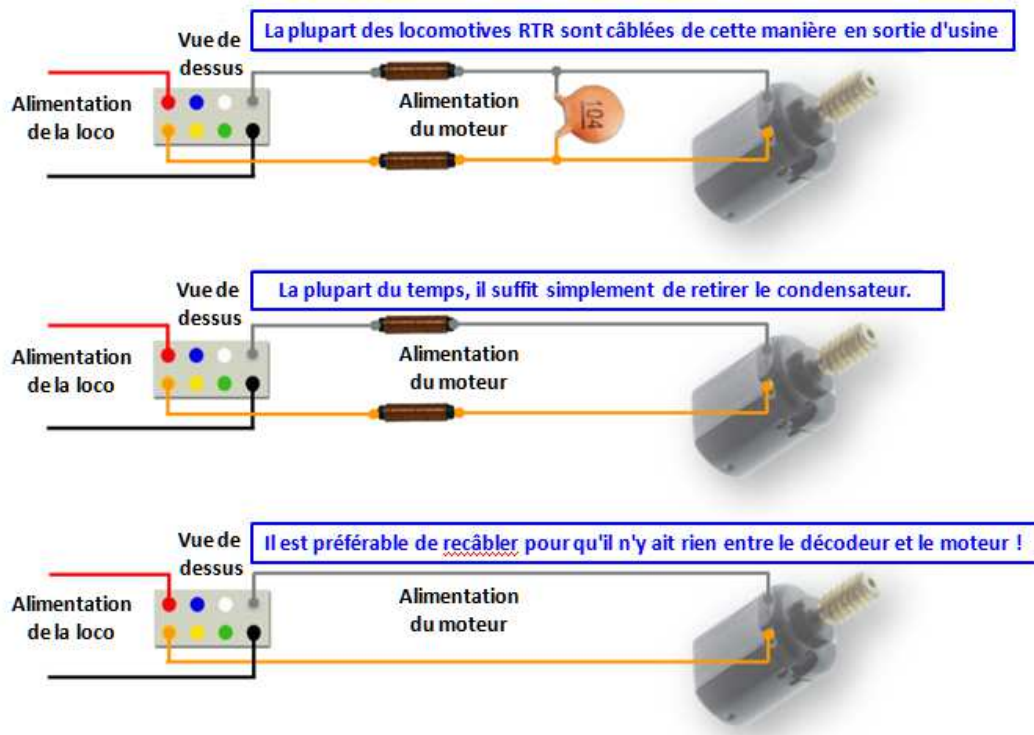 La plupart des locomotives RTR sont câblées de cette manière en sortie d'usine
Vue de
dessus
Alimentation
de la loco
Alimentation
du moteur
104
La plupart du temps, il suffit simplement de retirer le condensateur.
Vue de
dessus
Alimentation
de la loco
Alimentation
du moteur
Il est préférable de recâbler pour qu'il n'y ait rien entre le décodeur et le moteur !
Vue de
dessus
Alimentation
de la loco
Alimentation
du moteur